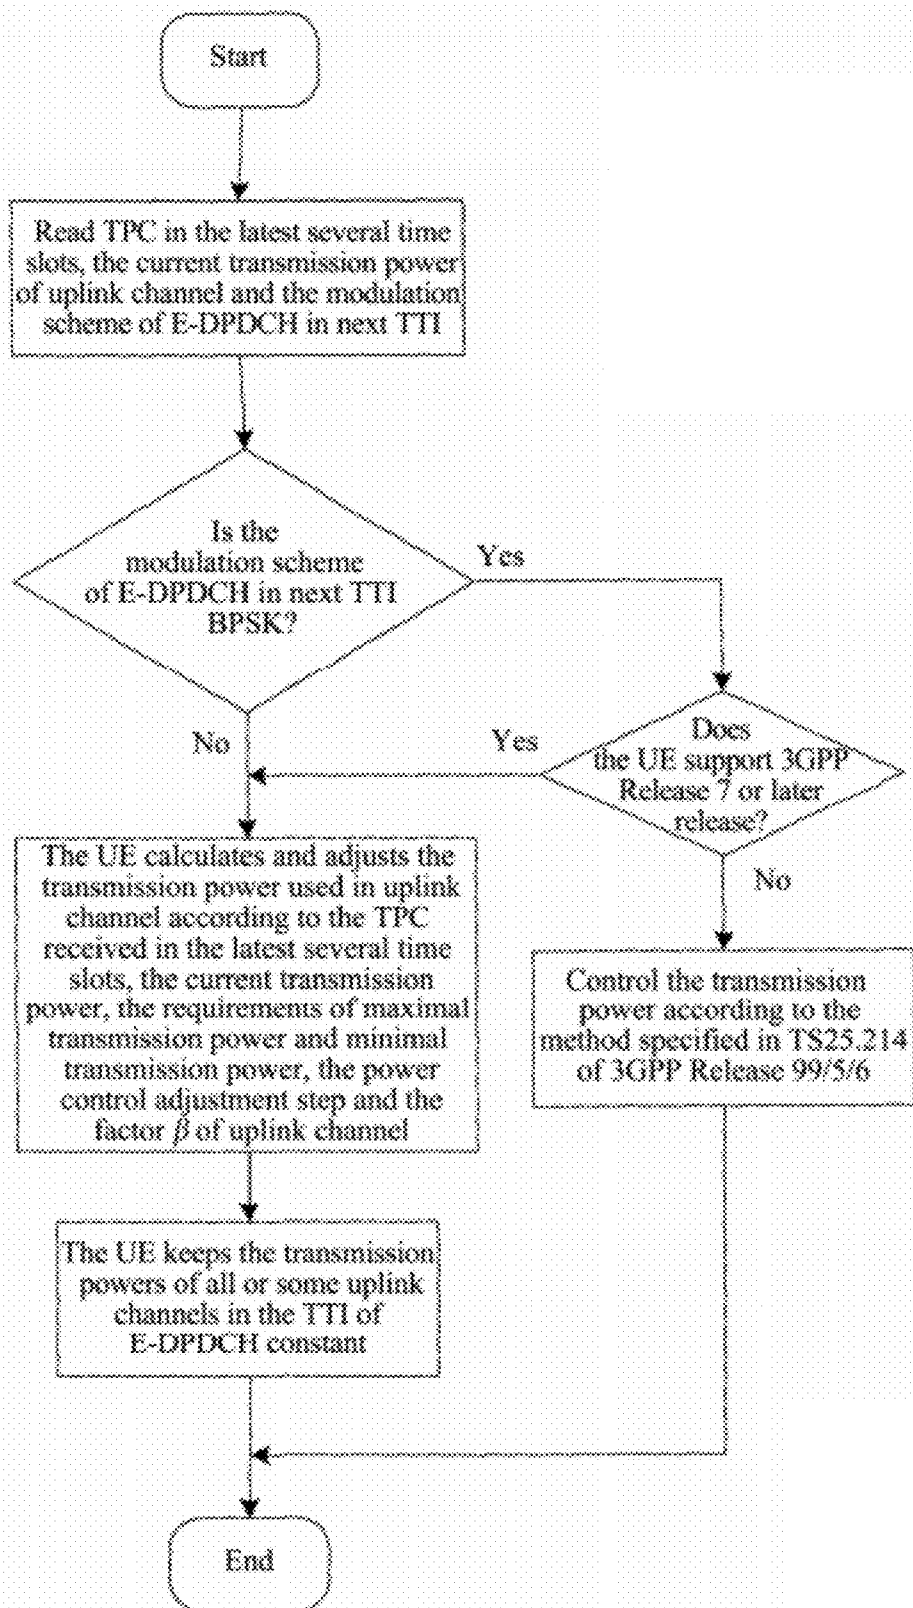 Start
Read TPC in the latest several time
slots, the current transmission power
of uplink channel and the modulation
scheme of E-DPDCH in next TTI
Is the
modulation scheme
of E-DPDCH in next TTI
BPSK?
Yes
No
Yes
Does
the UE support 3GPP
Release 7 or later
release?
No
The UE calculates and adjusts the
transmission power used in uplink
channel according to the TPC
received in the latest several time
slots, the current transmission
power, the requirements of maximal
transmission power and minimal
transmission power, the power
control adjustment step and the
factor β of uplink channel
Control the transmission
power according to the
method specified in TS25.214
of 3GPP Release 99/5/6
The UE keeps the transmission
powers of all or some uplink
channels in the TTI of
E-DPDCH constant
End